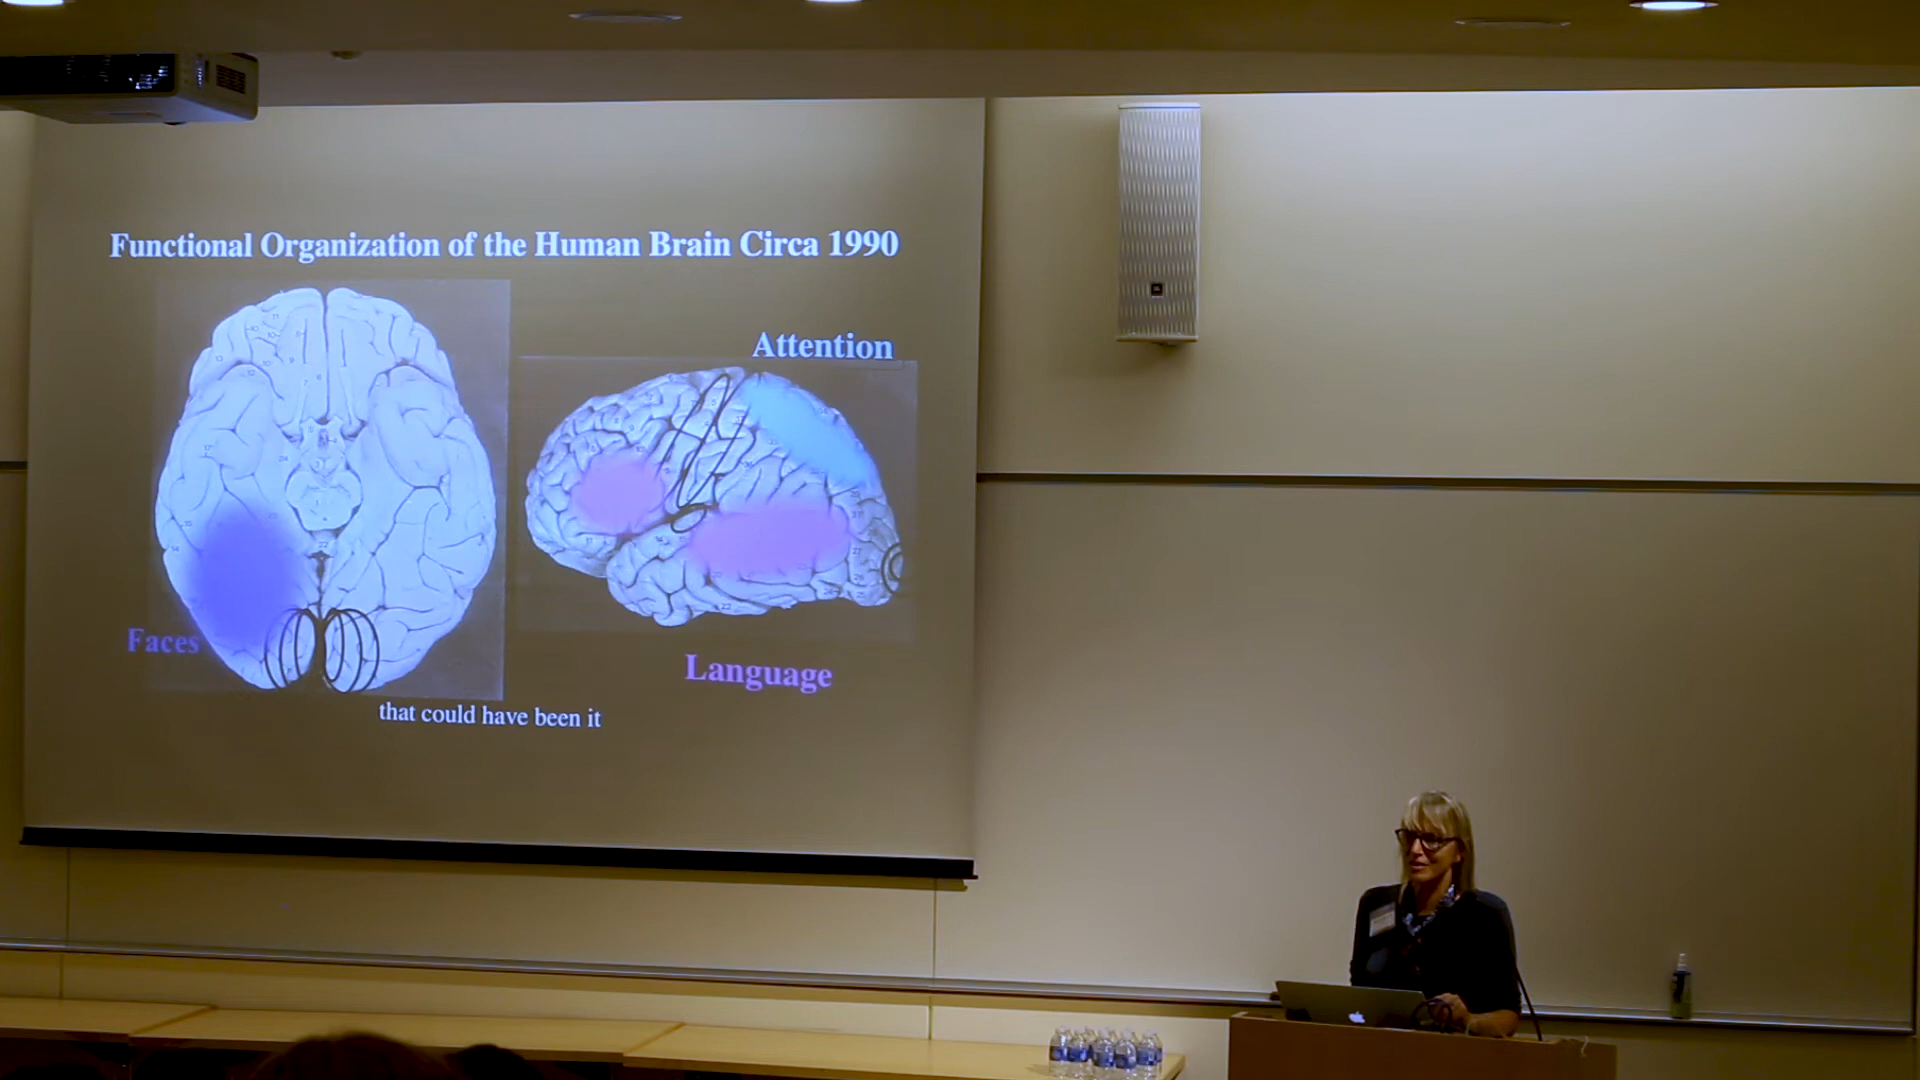 Functional Organization of the Human Brain Circa 1990
Attention
Faces
Language
that could have been it